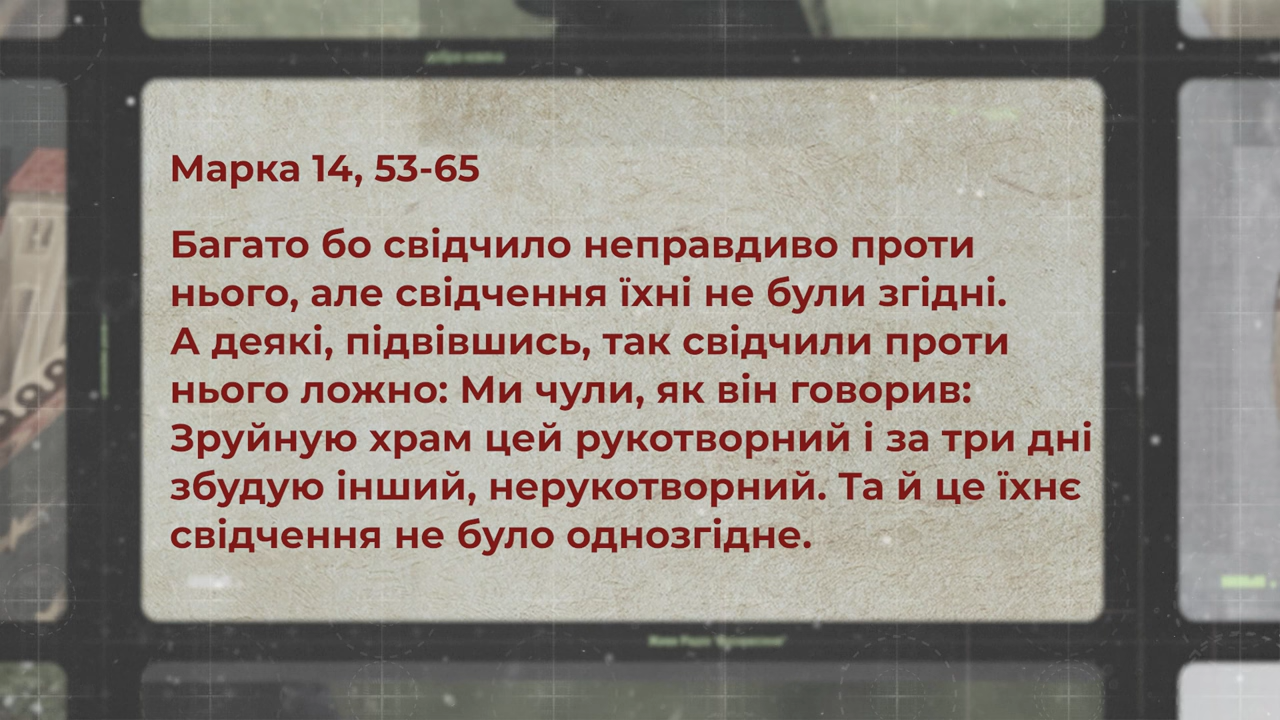 Марка 14, 53-65
Багато бо свідчило неправдиво проти
нього, але свідчення їхні не були згідні.
А деякі, підвівшись, так свідчили проти
нього ложно: Ми чули, як він говорив:
Зруйную храм цей рукотворний і за три дні
збудую інший, нерукотворний. Та й це їхнє
свідчення не було однозгідне.